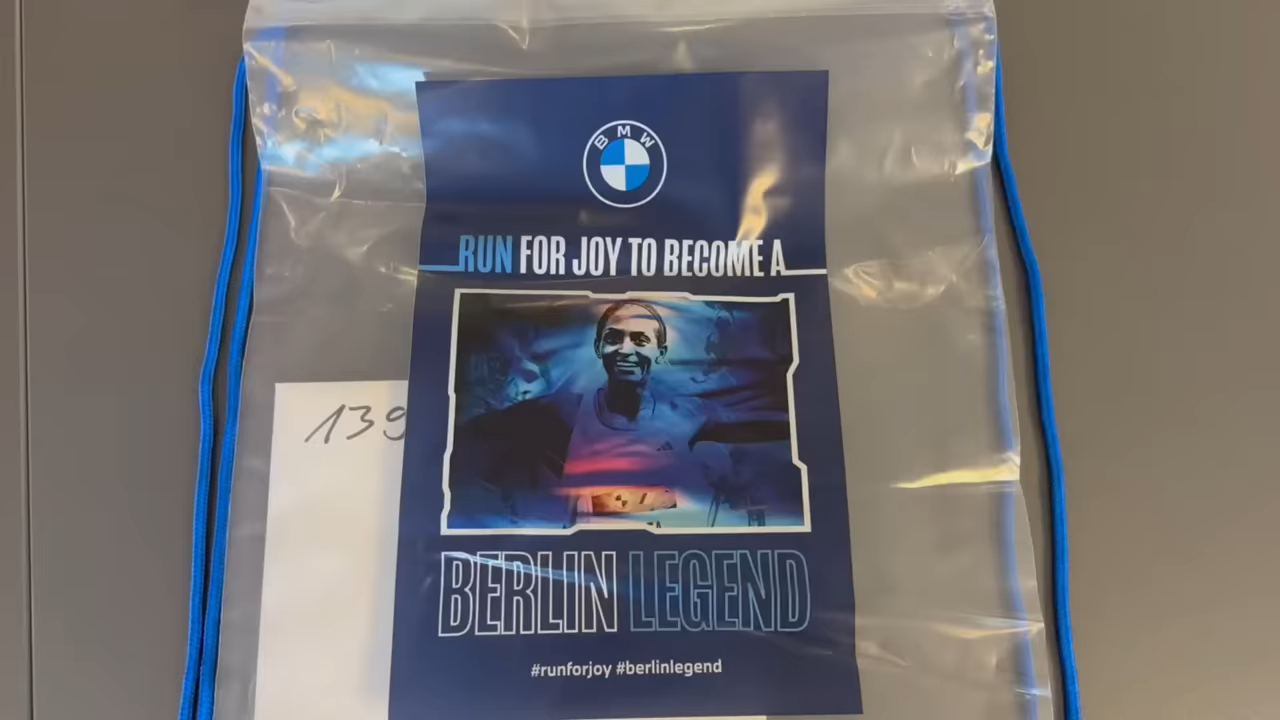 BMW
RUN FOR JOY TO BECOME A
BERLIN LEGEND
#runforjoy #berlinlegend
139